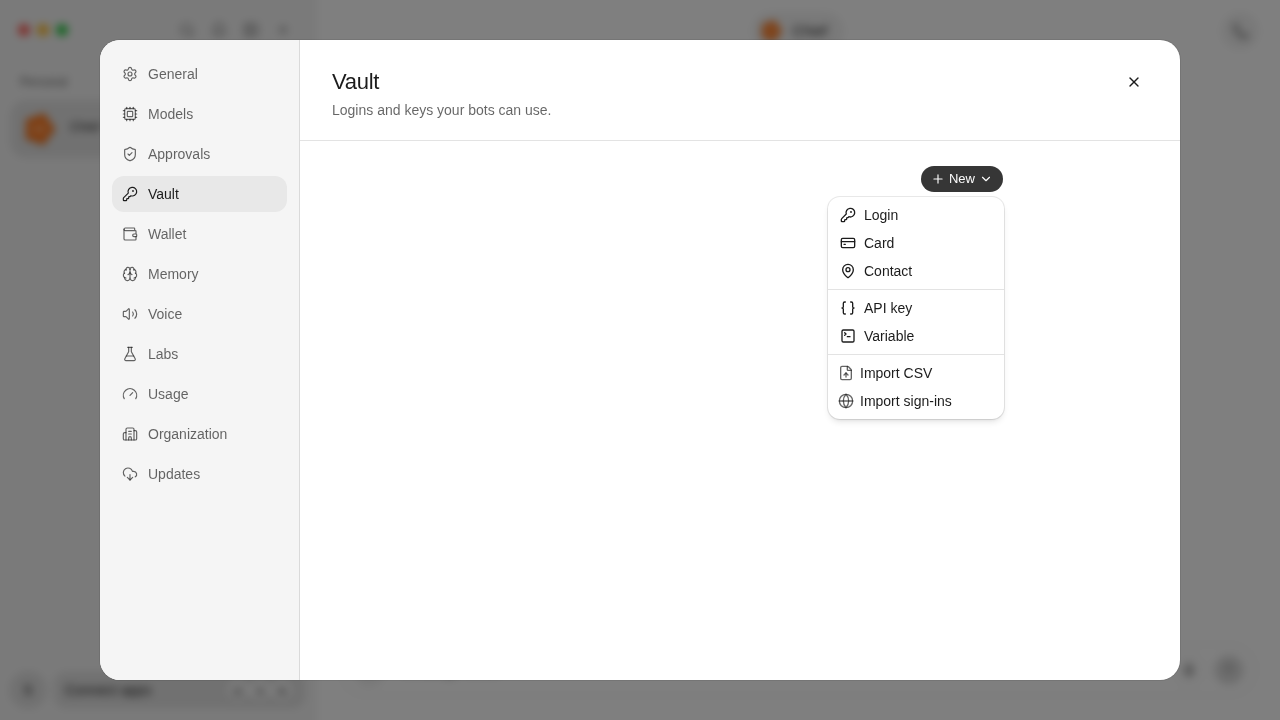 General
Models
Approvals
Vault
Wallet
Memory
Voice
Labs
Usage
Organization
Updates
Vault
Logins and keys your bots can use.
New
Login
Card
Contact
API key
Variable
Import CSV
Import sign-ins